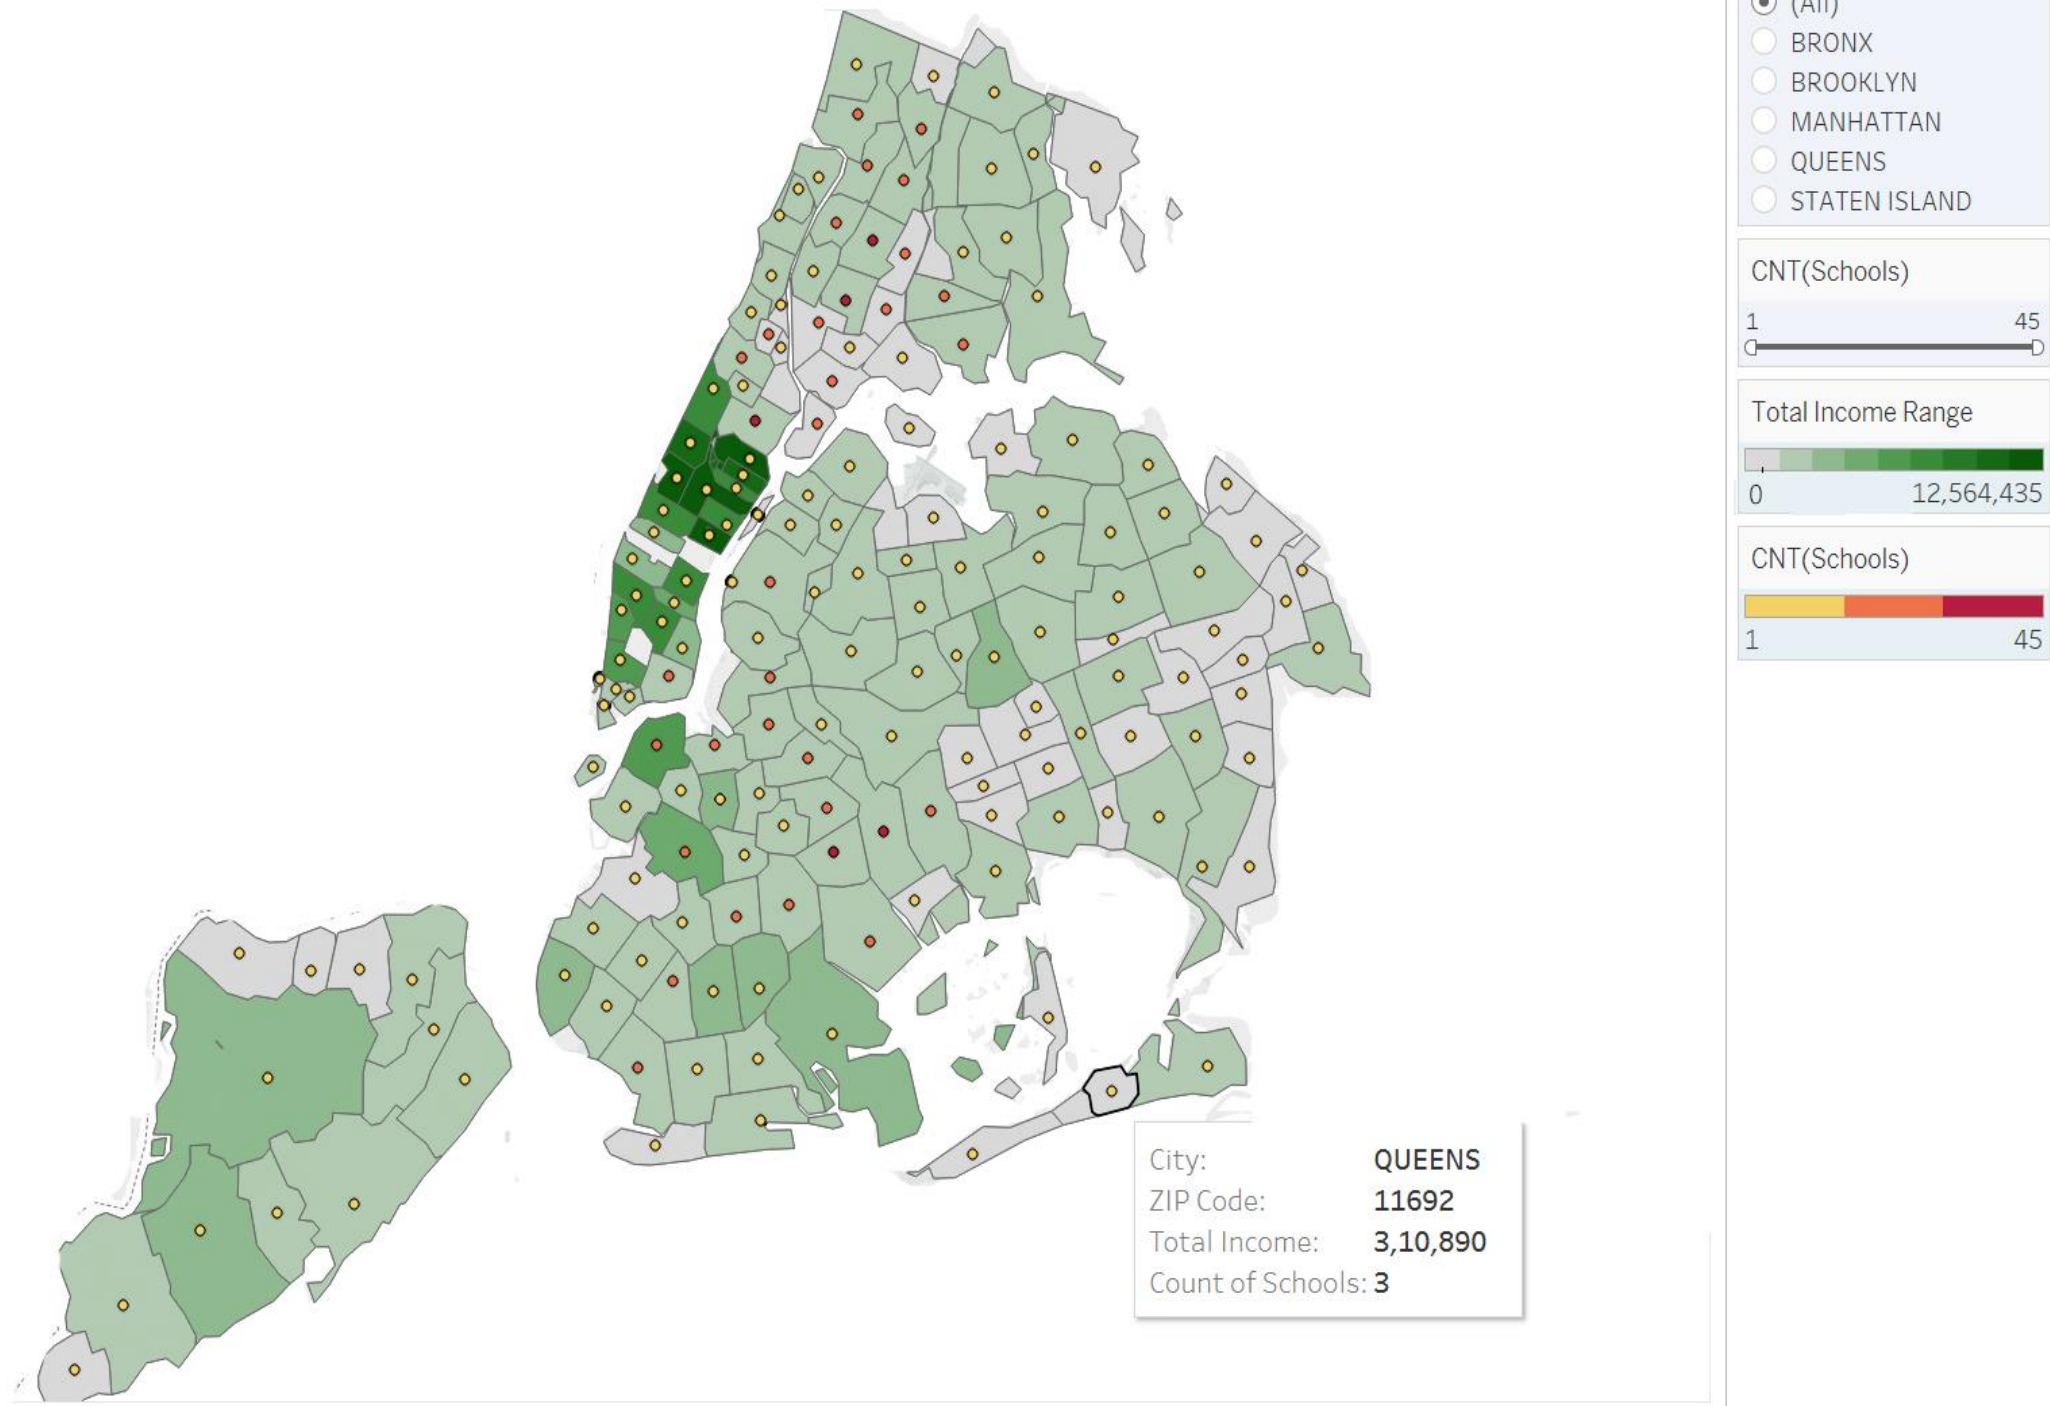 (All)
BRONX
BROOKLYN
MANHATTAN
QUEENS
STATEN ISLAND
CNT(Schools)
1 45
Total Income Range
0 12,564,435
CNT(Schools)
1 45
City: QUEENS
ZIP Code: 11692
Total Income: 3,10,890
Count of Schools: 3